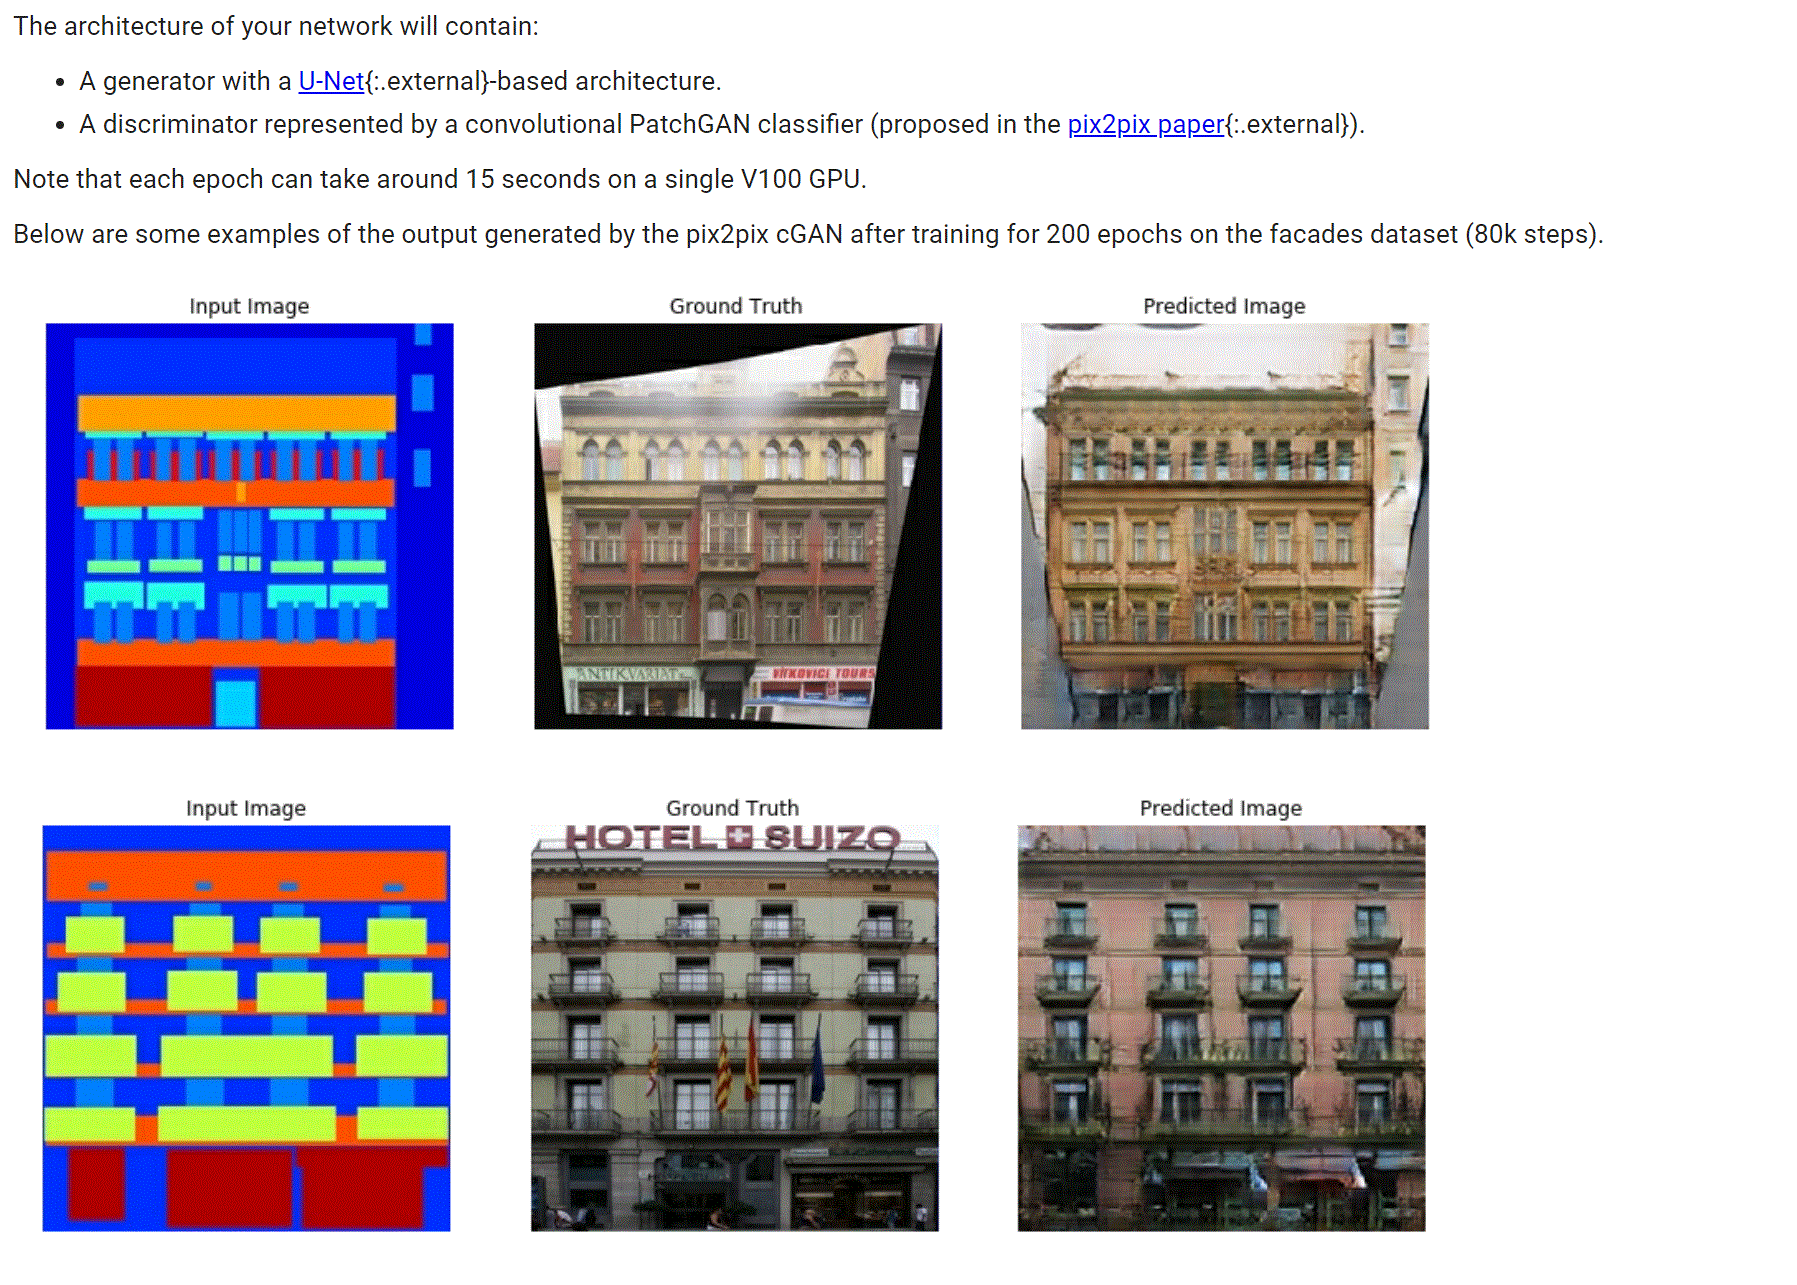 The architecture of your network will contain:
• A generator with a U-Net{:.external}-based architecture.
• A discriminator represented by a convolutional PatchGAN classifier (proposed in the pix2pix paper{:.external}).
Note that each epoch can take around 15 seconds on a single V100 GPU.
Below are some examples of the output generated by the pix2pix cGAN after training for 200 epochs on the facades dataset (80k steps).
Input Image
Ground Truth
Predicted Image
ANTIKVARIAT
VITKOVICI TOURS
Input Image
Ground Truth
Predicted Image
HOTEL SUIZO